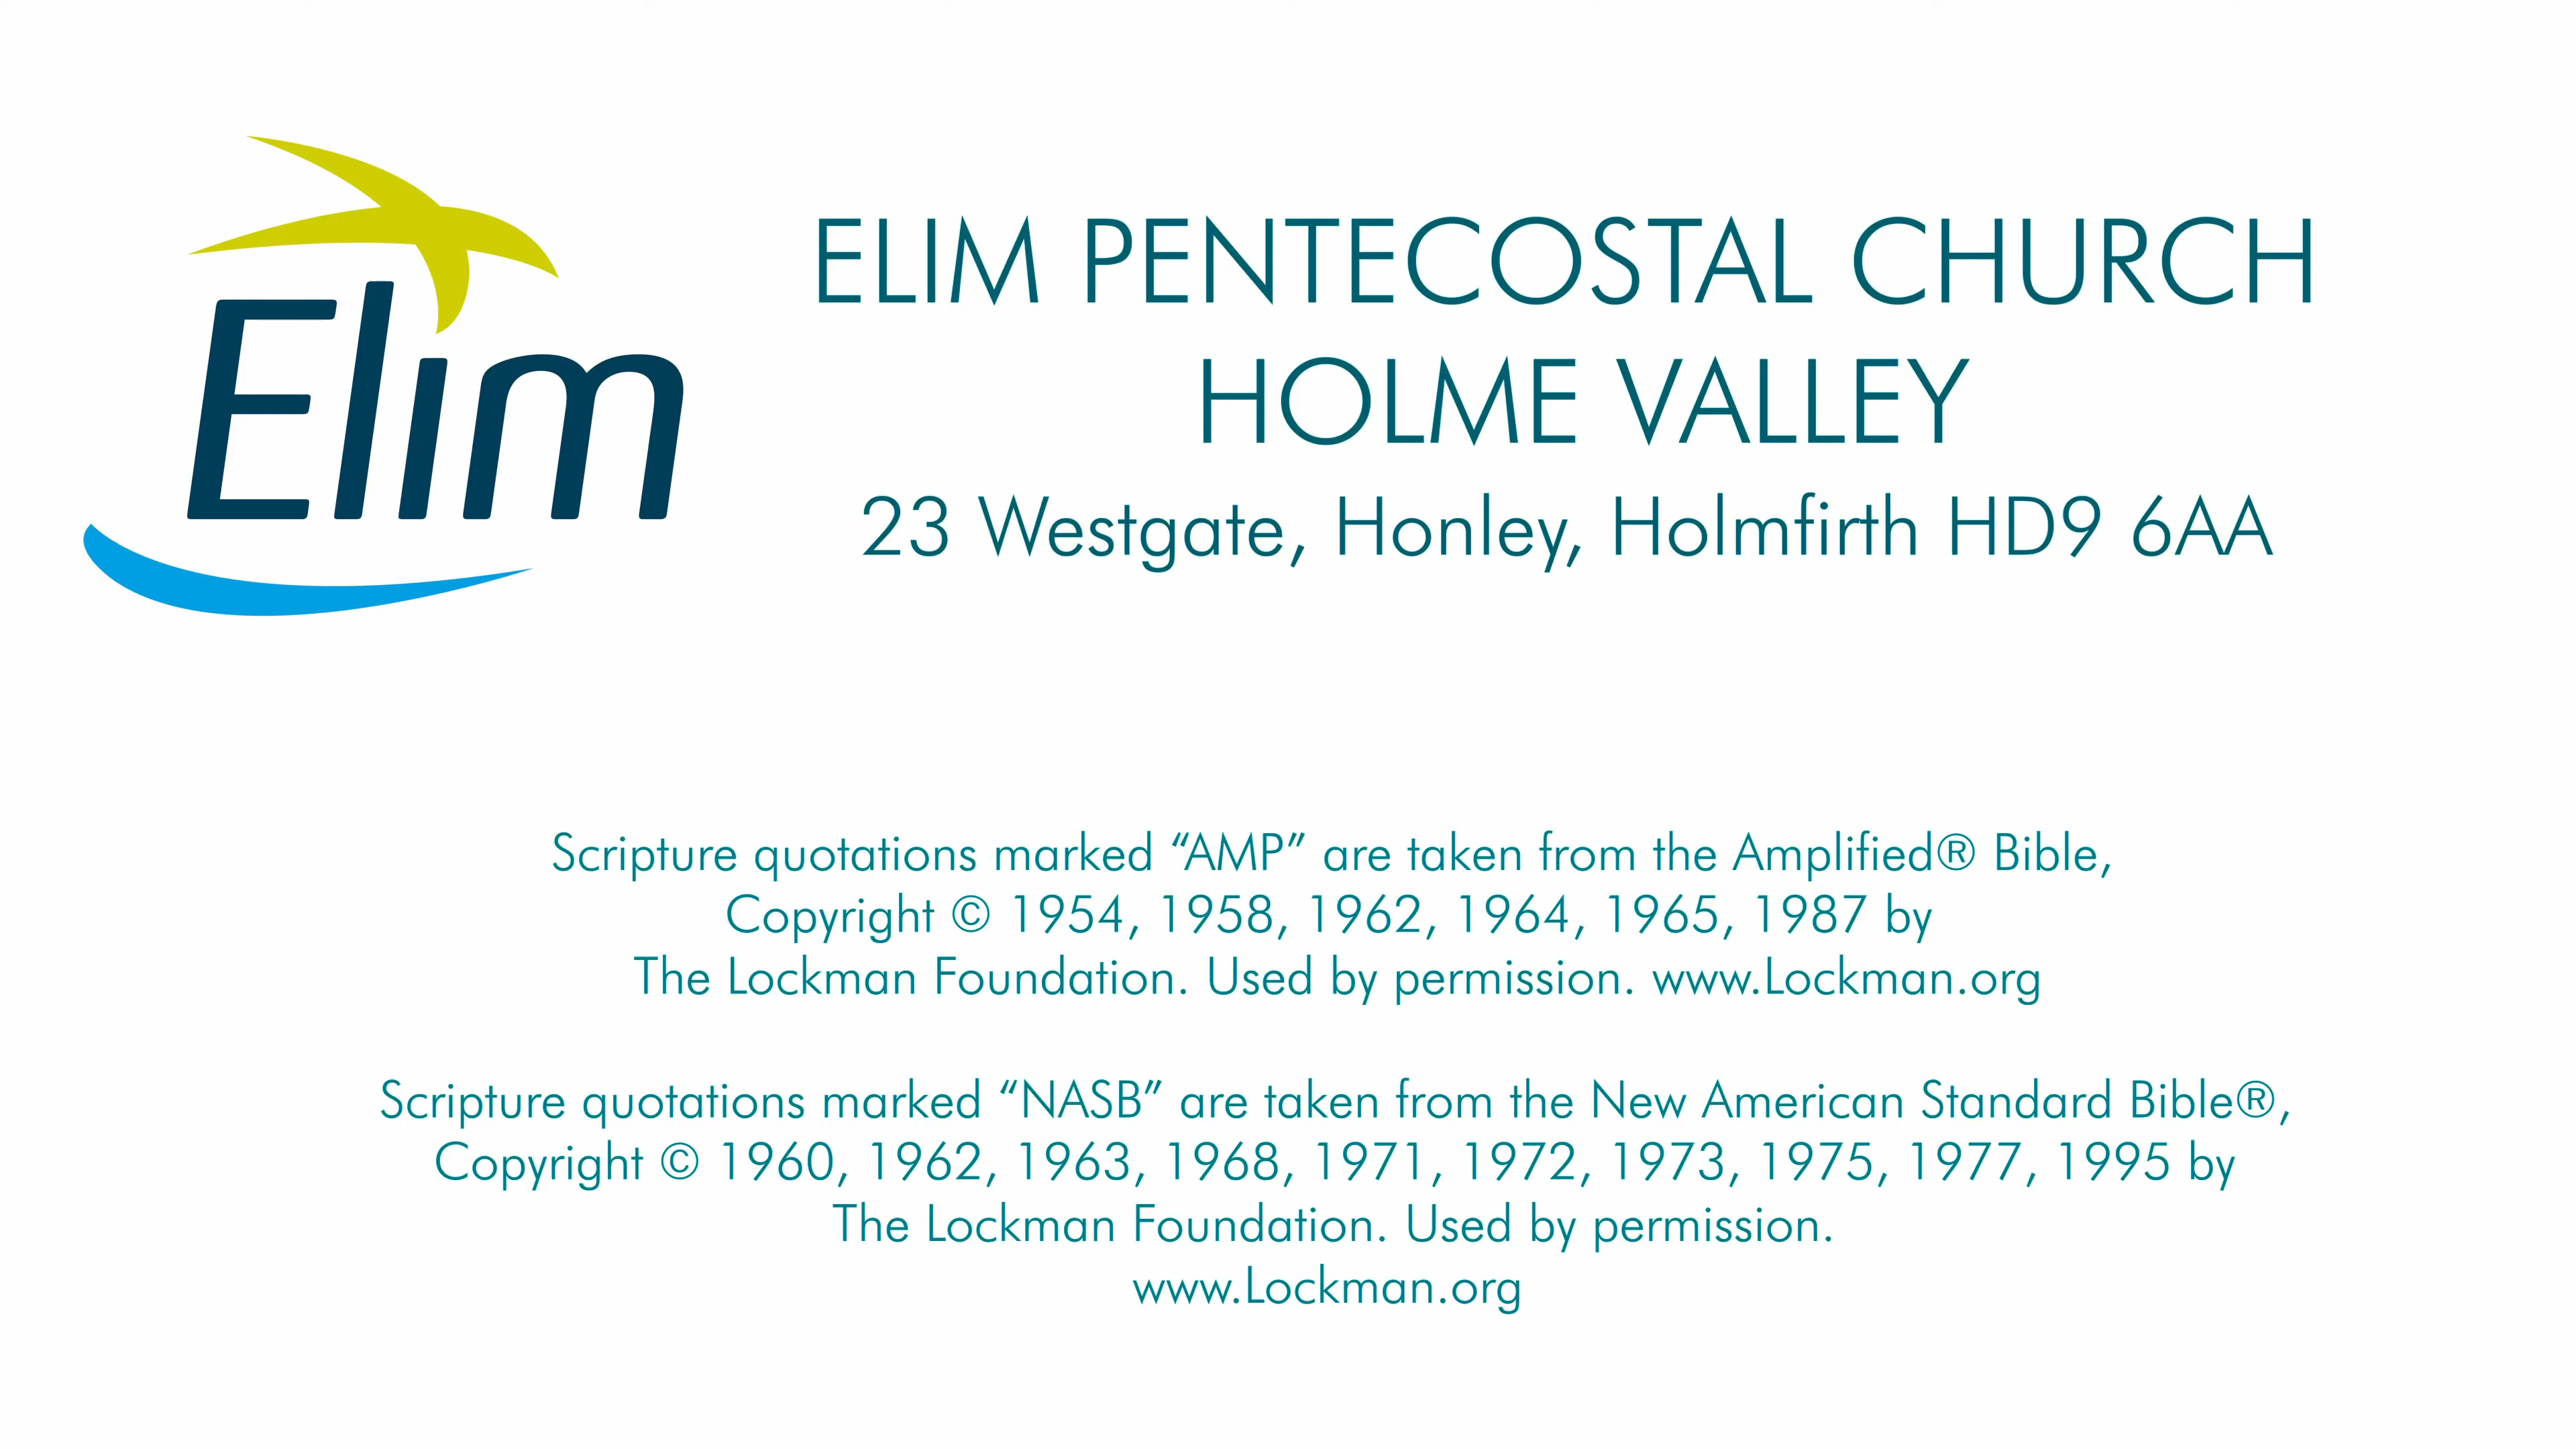 Elim
ELIM PENTECOSTAL CHURCH
HOLME VALLEY
23 Westgate, Honley, Holmfirth HD9 6AA
Scripture quotations marked “AMP” are taken from the Amplified® Bible,
Copyright © 1954, 1958, 1962, 1964, 1965, 1987 by
The Lockman Foundation. Used by permission. www.Lockman.org
Scripture quotations marked “NASB” are taken from the New American Standard Bible®,
Copyright © 1960, 1962, 1963, 1968, 1971, 1972, 1973, 1975, 1977, 1995 by
The Lockman Foundation. Used by permission.
www.Lockman.org